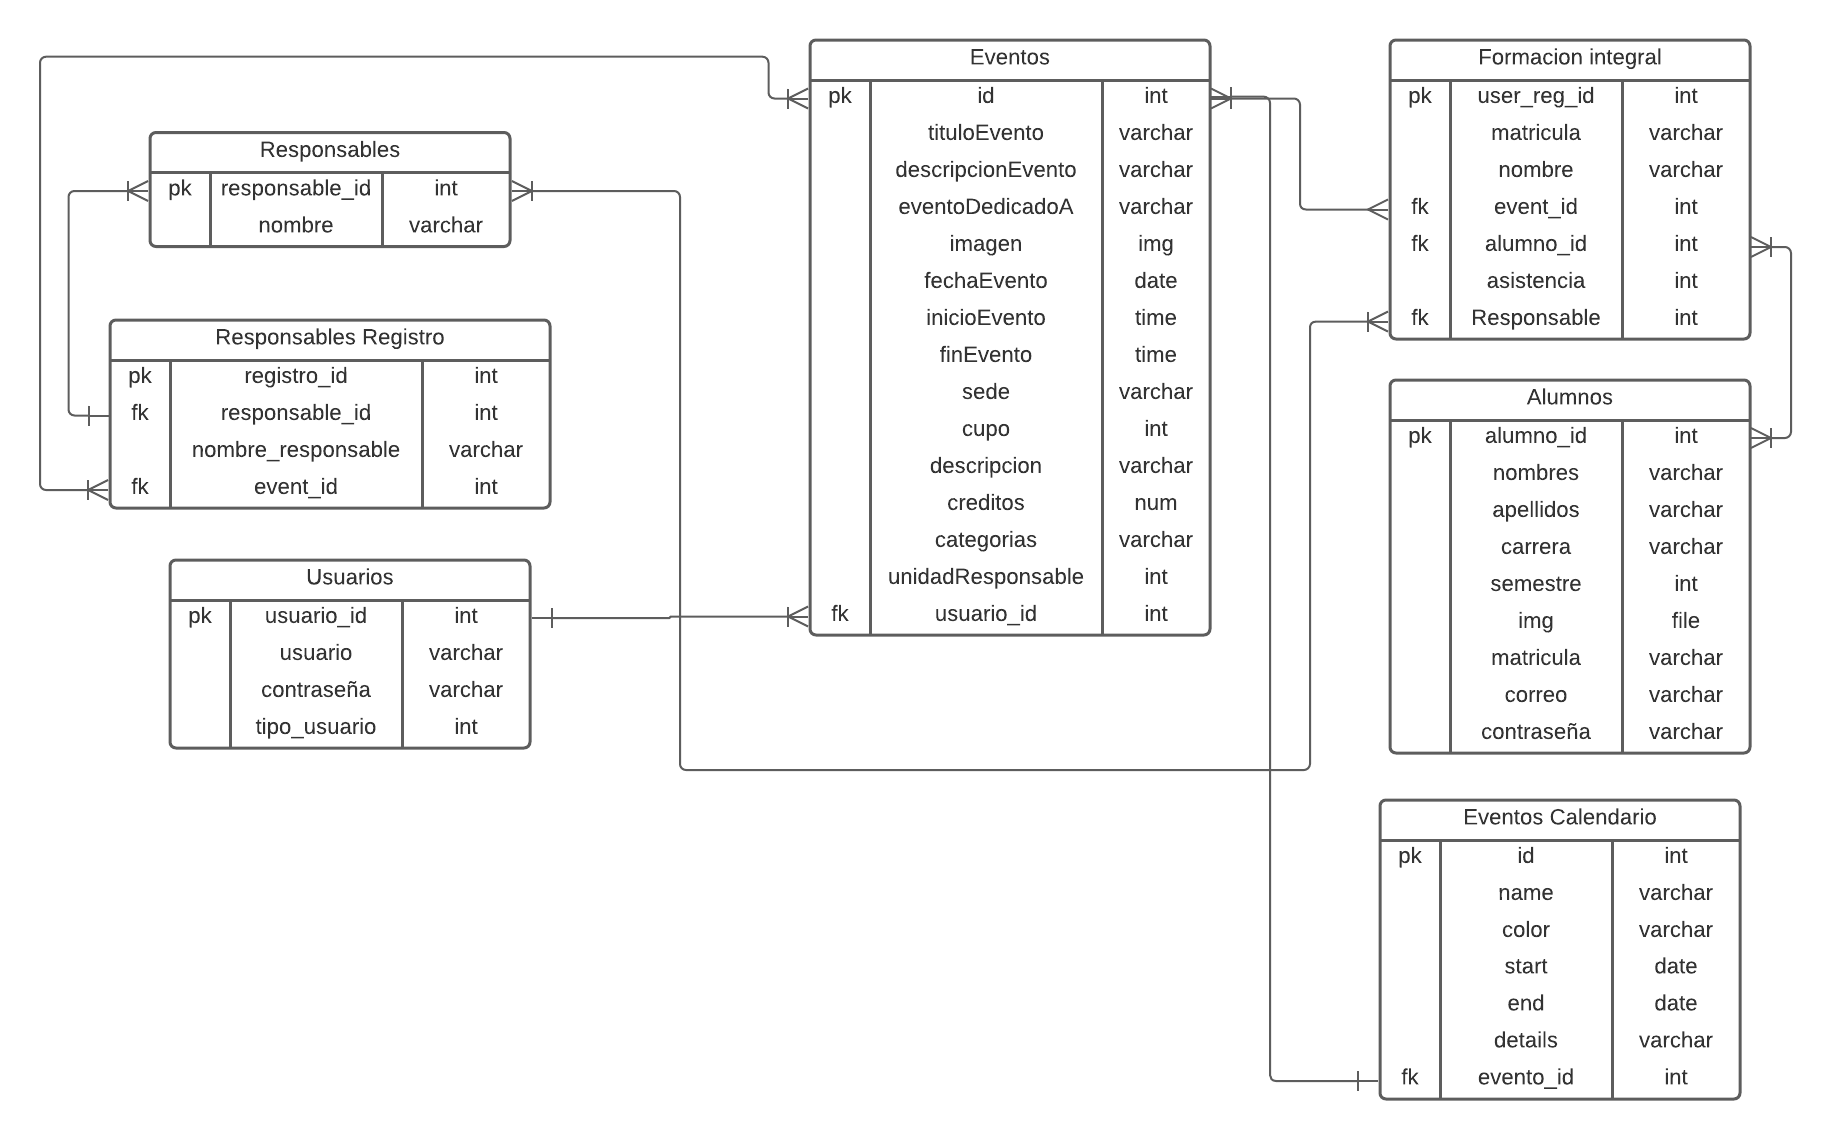 Eventos
pk id int
tituloEvento varchar
descripcionEvento varchar
eventoDedicadoA varchar
imagen img
fechaEvento date
inicioEvento time
finEvento time
sede varchar
cupo int
descripcion varchar
creditos num
categorias varchar
unidadResponsable int
fk usuario_id int
Formacion integral
pk user_reg_id int
matricula varchar
nombre varchar
fk event_id int
fk alumno_id int
asistencia int
fk Responsable int
Responsables
pk responsable_id int
nombre varchar
Responsables Registro
pk registro_id int
fk responsable_id int
nombre_responsable varchar
fk event_id int
Alumnos
pk alumno_id int
nombres varchar
apellidos varchar
carrera varchar
semestre int
img file
matricula varchar
correo varchar
contraseña varchar
Usuarios
pk usuario_id int
usuario varchar
contraseña varchar
tipo_usuario int
Eventos Calendario
pk id int
name varchar
color varchar
start date
end date
details varchar
fk evento_id int